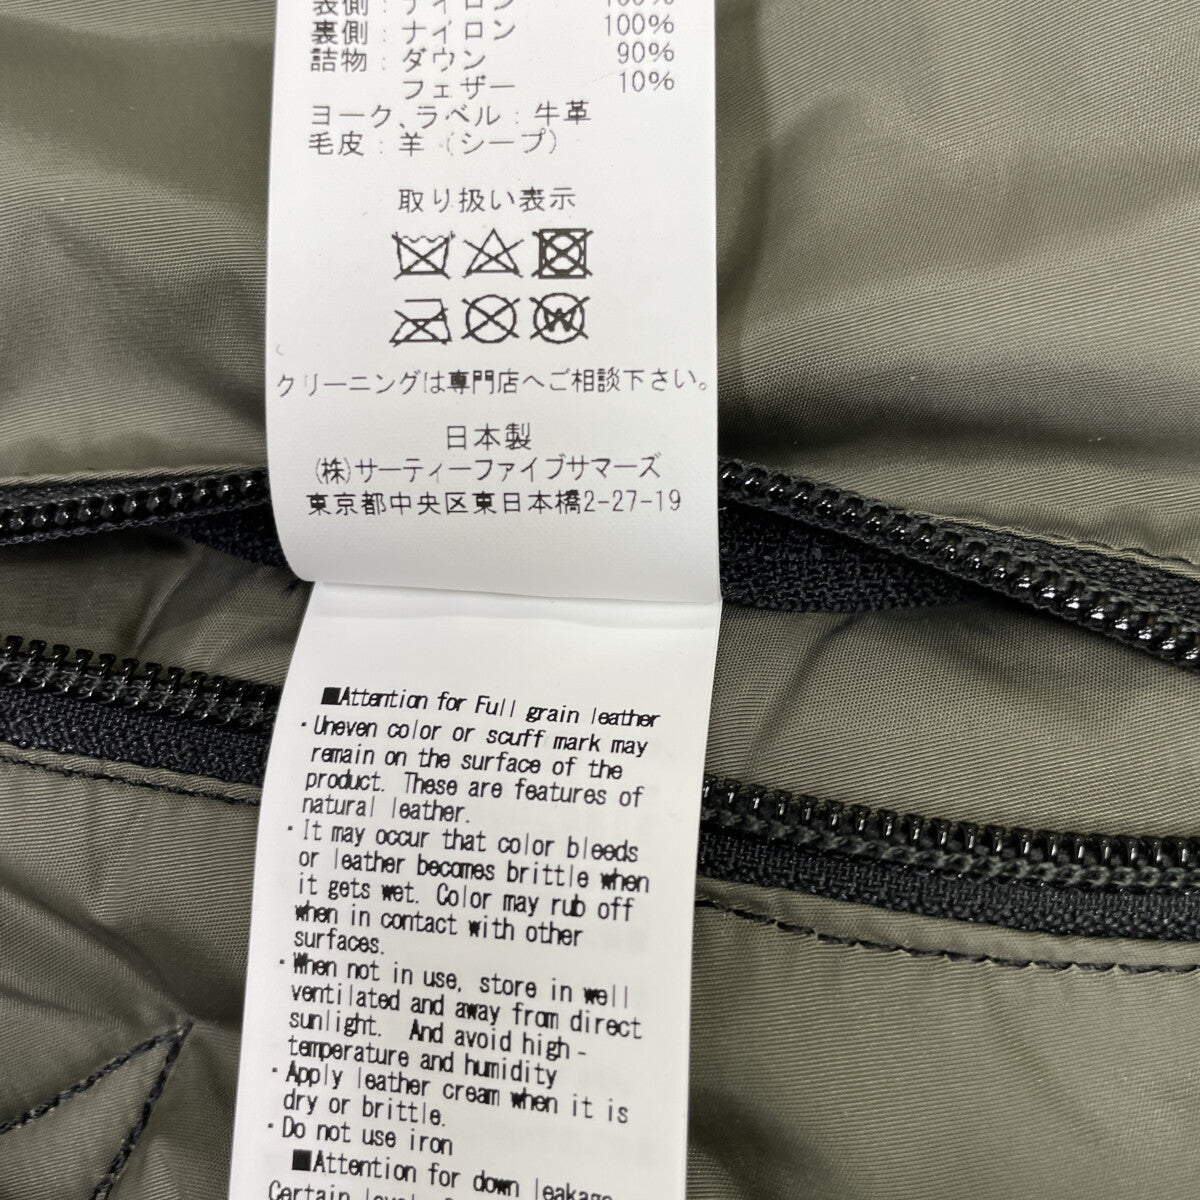 表側：ナイロン 100%
裏側：ナイロン 100%
詰物：ダウン 90%
フェザー 10%
ヨーク、ラベル：牛革
毛皮：羊（シープ）
取り扱い表示
W
クリーニングは専門店へご相談下さい。
日本製
(株)サーティーファイブサマーズ
東京都中央区東日本橋2-27-19
■Attention for Full grain leather
・Uneven color or scuff mark may
remain on the surface of the
product. These are features of
natural leather.
・It may occur that color bleeds
or leather becomes brittle when
it gets wet. Color may rub off
when in contact with other
surfaces.
・When not in use, store in well
ventilated and away from direct
sunlight. And avoid high-
temperature and humidity
・Apply leather cream when it is
dry or brittle.
・Do not use iron
■Attention for down leakage
Certain